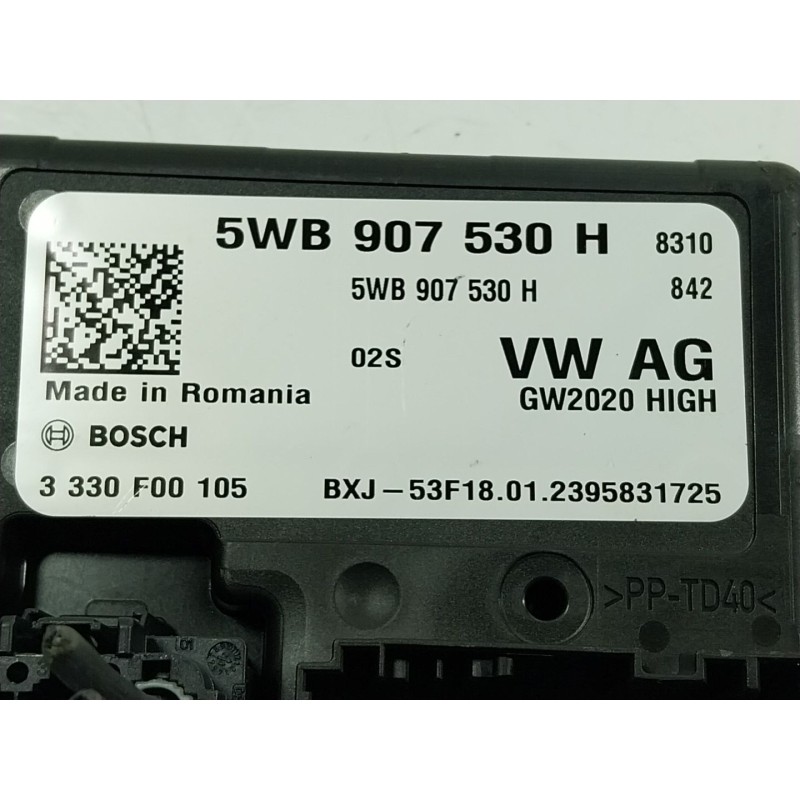 5WB 907 530 H 8310
5WB 907 530 H 842
02S VW AG
Made in Romania GW2020 HIGH
BOSCH
3 330 F00 105 BXJ-53F18.01.2395831725
>PP-TD40<